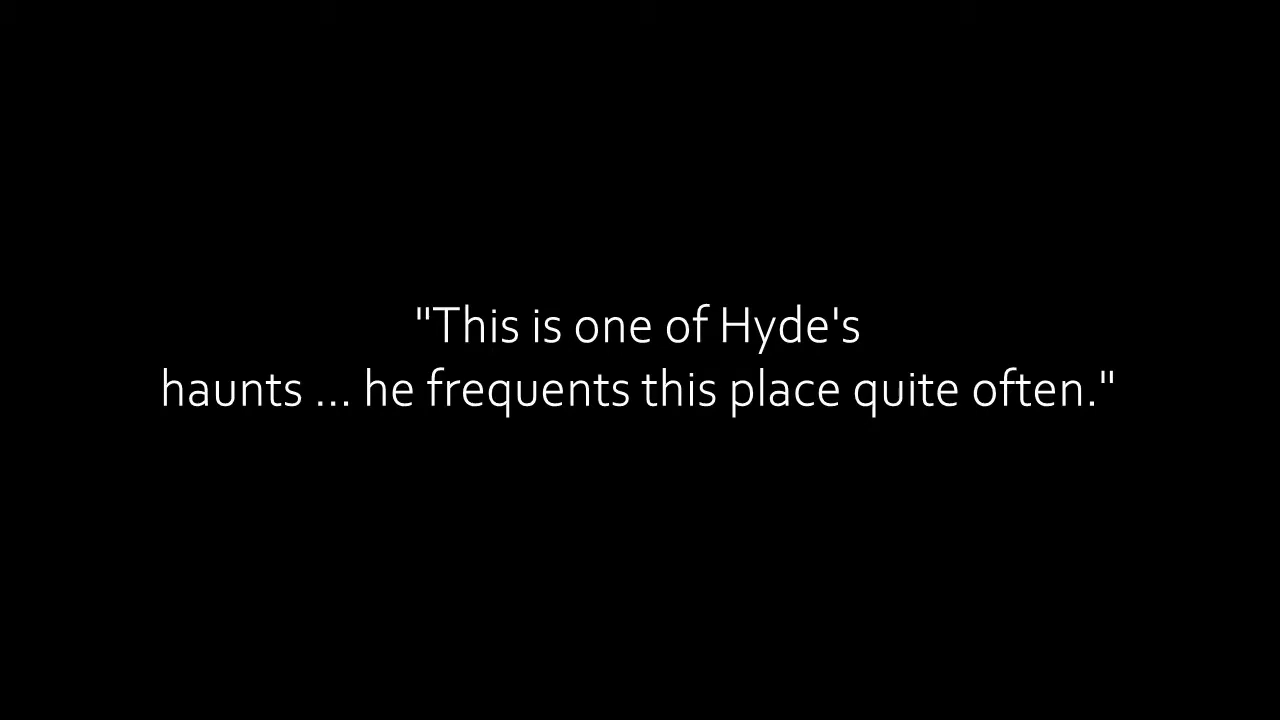 "This is one of Hyde's
haunts ... he frequents this place quite often."